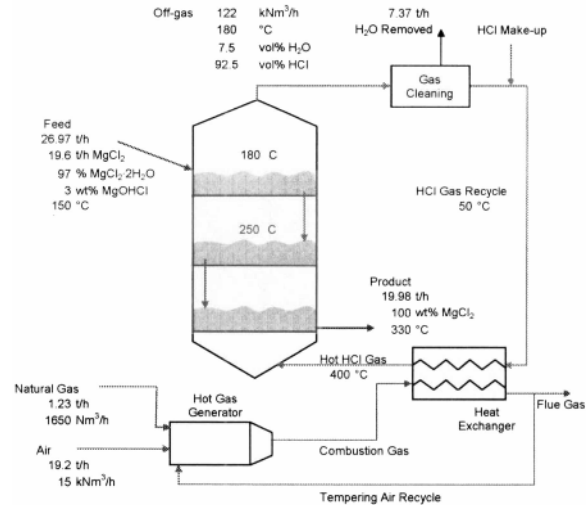 Off-gas 122 kNm³/h
180 °C
7.5 vol% H₂O
92.5 vol% HCl
7.37 t/h
H₂O Removed
HCl Make-up
Gas
Cleaning
Feed
26.97 t/h
19.6 t/h MgCl₂
97 % MgCl₂·2H₂O
3 wt% MgOHCl
150 °C
180 C
250 C
HCl Gas Recycle
50 °C
Product
19.98 t/h
100 wt% MgCl₂
330 °C
Hot HCl Gas
400 °C
Natural Gas
1.23 t/h
1650 Nm³/h
Hot Gas
Generator
Heat
Exchanger
Flue Gas
Air
19.2 t/h
15 kNm³/h
Combustion Gas
Tempering Air Recycle